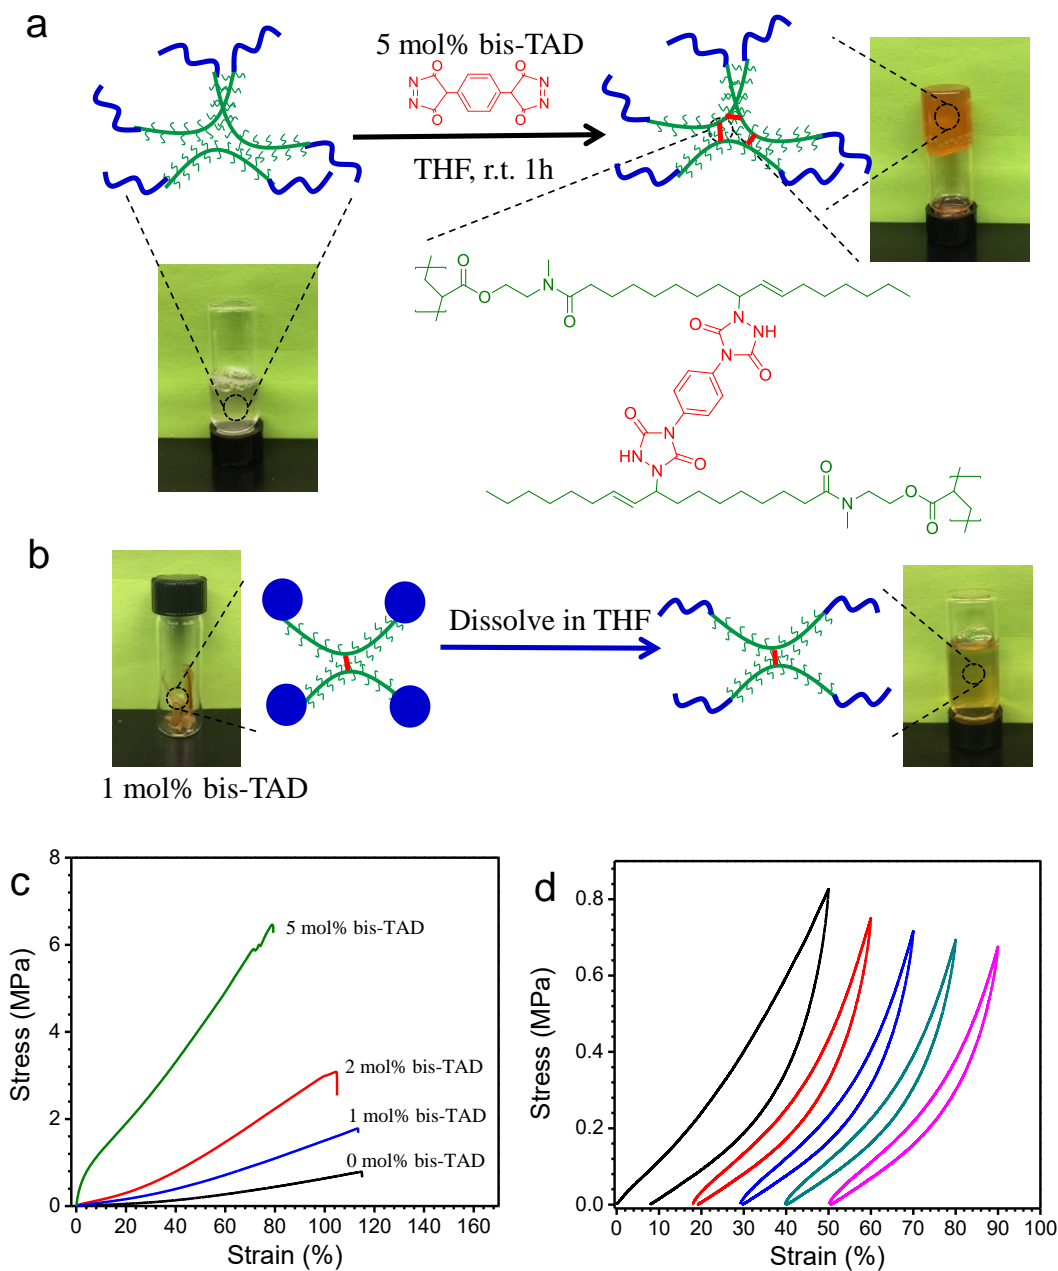 a
5 mol% bis-TAD
O
O
N
N
N
N
O
O
THF, r.t. 1h
O
O
N
O
O
N
NH
N
O
O
O
N
HN
N
O
O
N
O
O
b
Dissolve in THF
1 mol% bis-TAD
c
8
6
4
2
0
Stress (MPa)
5 mol% bis-TAD
2 mol% bis-TAD
1 mol% bis-TAD
0 mol% bis-TAD
0 20 40 60 80 100 120 140 160
Strain (%)
d
0.8
0.6
0.4
0.2
0.0
Stress (MPa)
0 10 20 30 40 50 60 70 80 90 100
Strain (%)